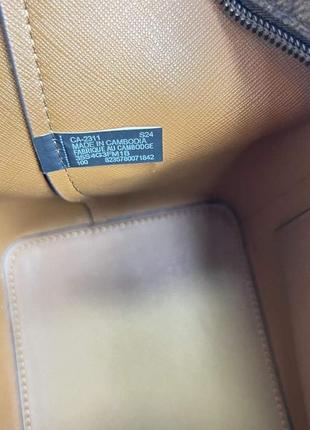 CA-2311 S24
MADE IN CAMBODIA
FABRIQUE AU CAMBODGE
35S4G3FM1B
100 8235780071842